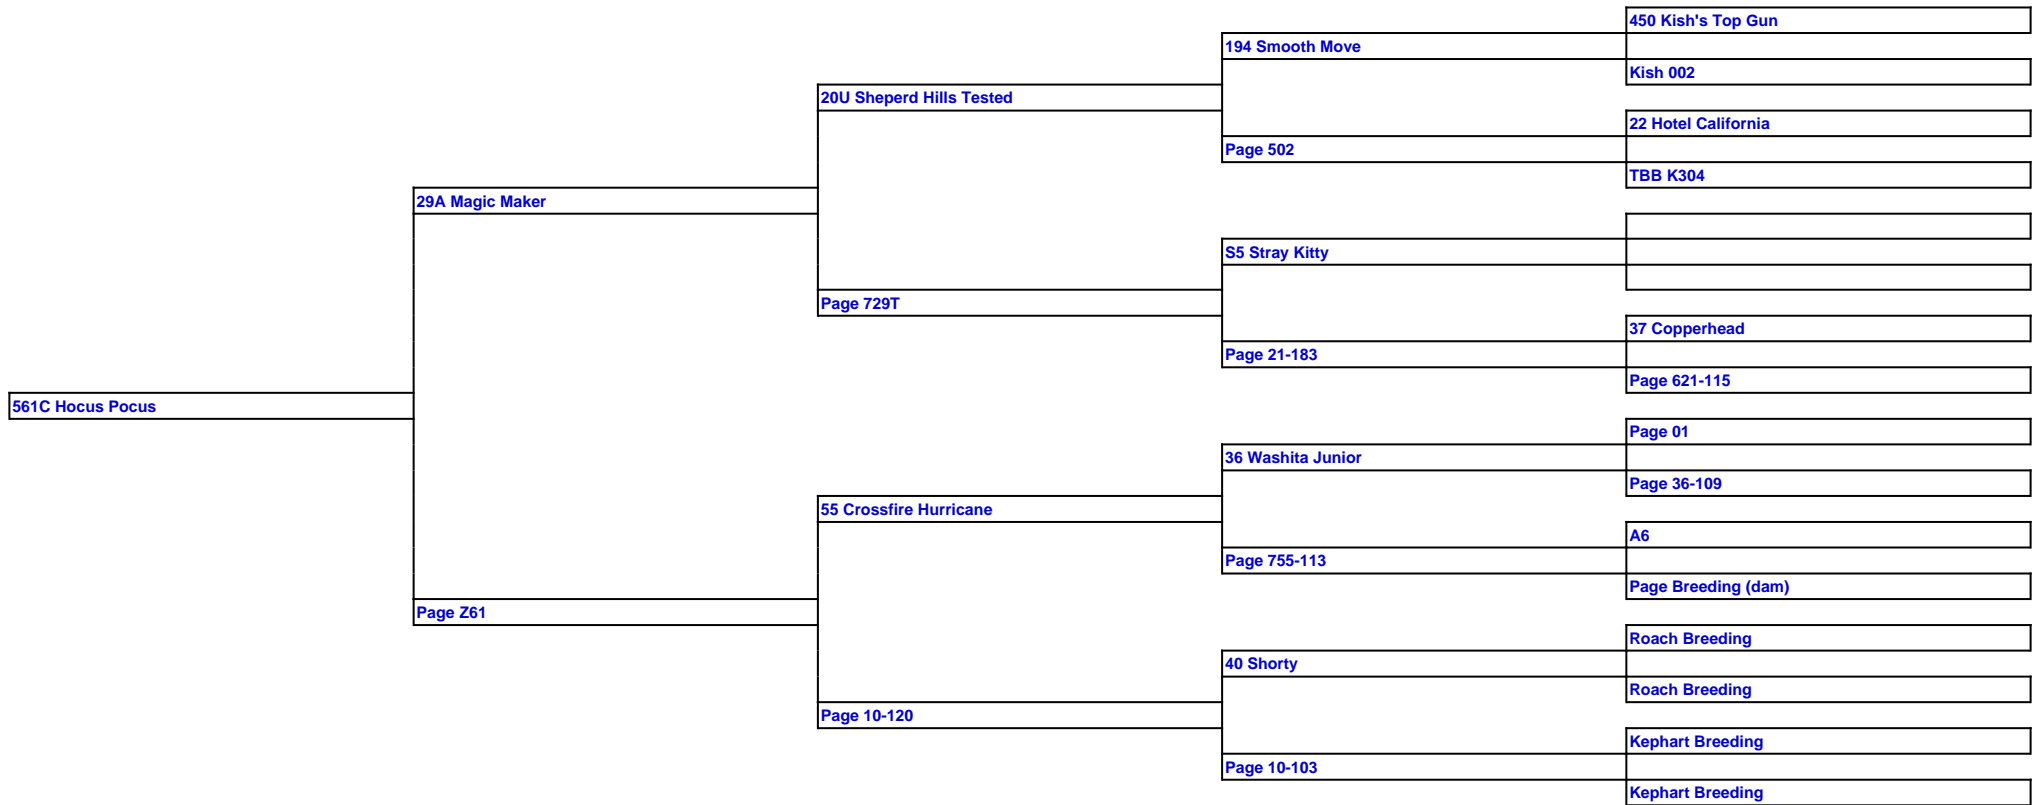 450 Kish's Top Gun
194 Smooth Move
Kish 002
20U Sheperd Hills Tested
22 Hotel California
Page 502
TBB K304
29A Magic Maker
S5 Stray Kitty
Page 729T
37 Copperhead
Page 21-183
Page 621-115
561C Hocus Pocus
Page 01
36 Washita Junior
Page 36-109
55 Crossfire Hurricane
A6
Page 755-113
Page Breeding (dam)
Page Z61
Roach Breeding
40 Shorty
Roach Breeding
Page 10-120
Kephart Breeding
Page 10-103
Kephart Breeding